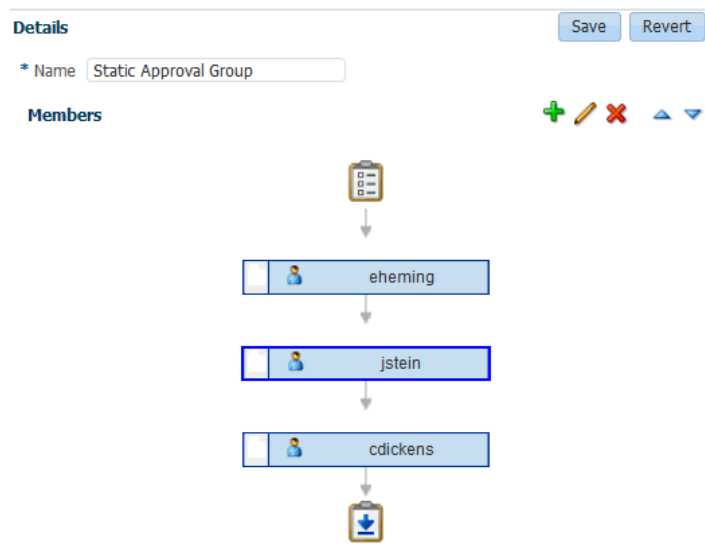 Details Save Revert
* Name Static Approval Group
Members
eheming
jstein
cdickens